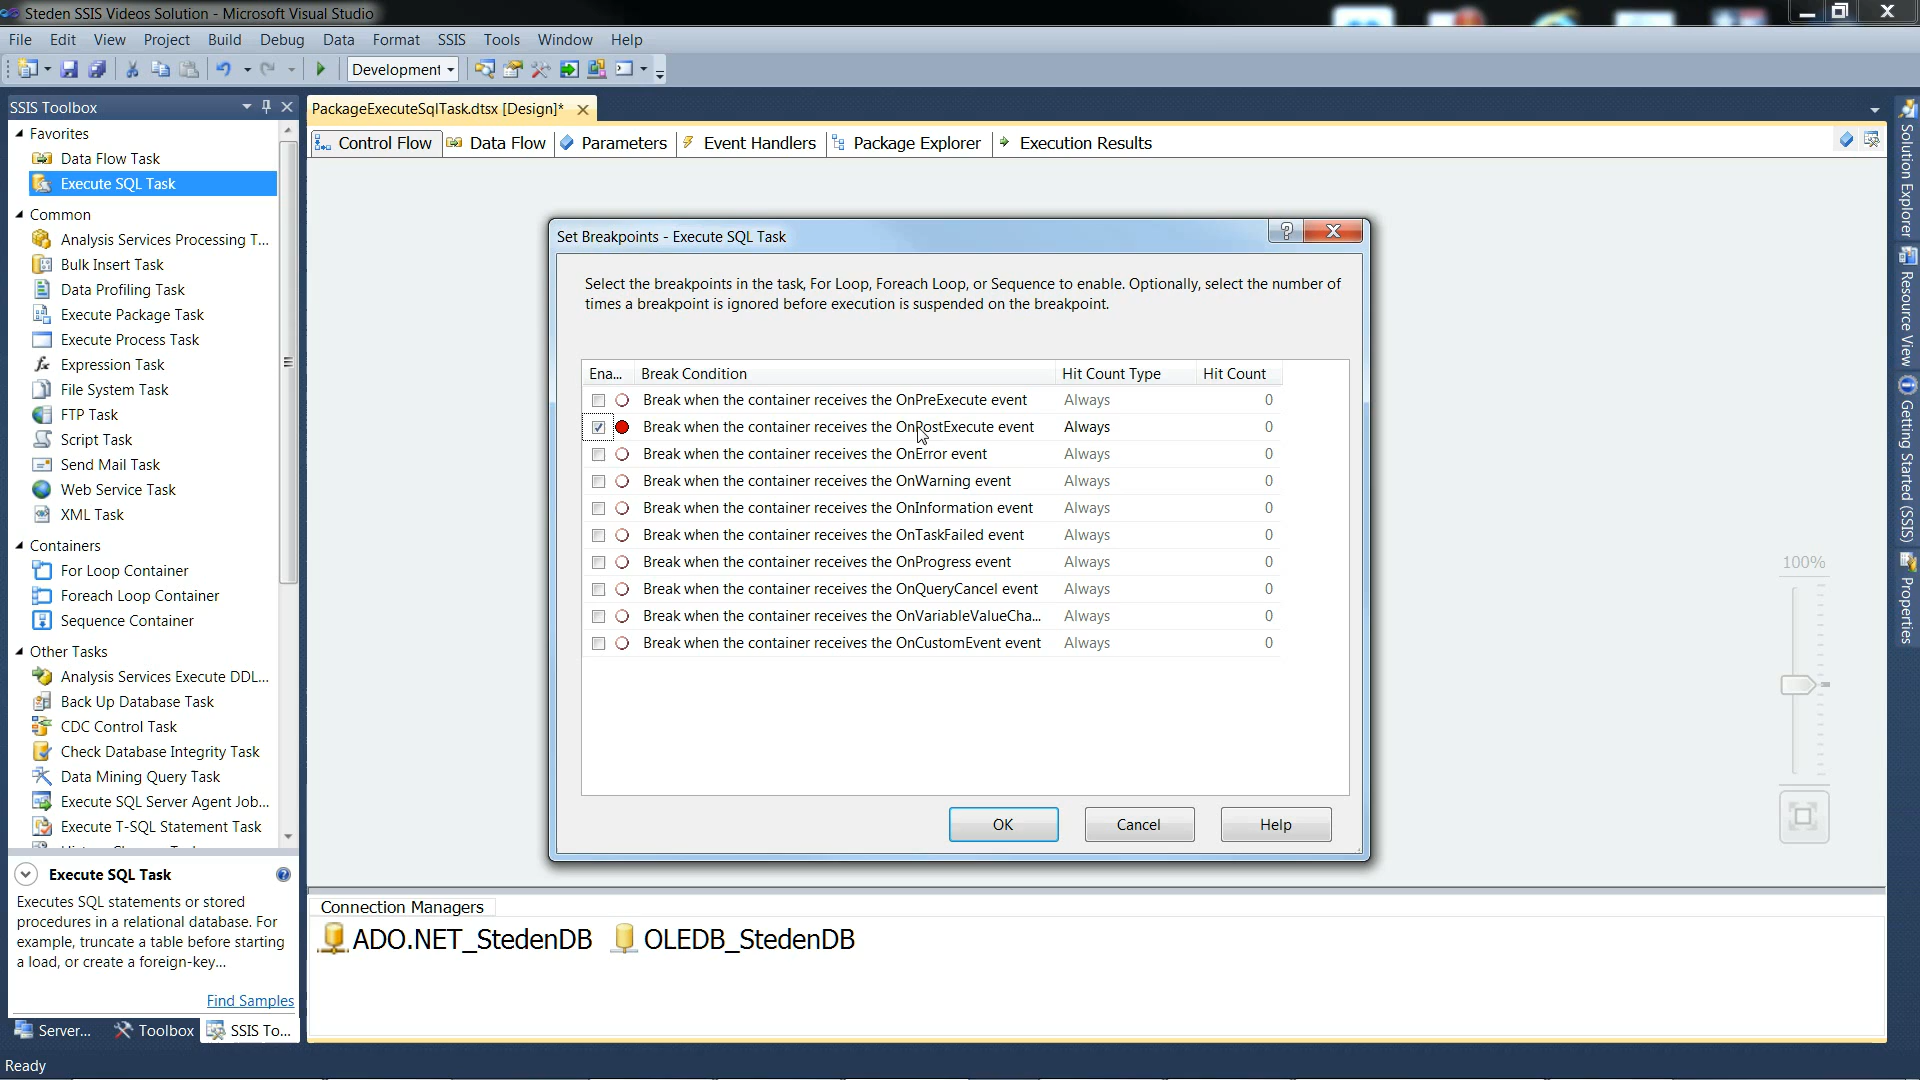 Steden SSIS Videos Solution - Microsoft Visual Studio
File Edit View Project Build Debug Data Format SSIS Tools Window Help
Development
SSIS Toolbox
Favorites
Data Flow Task
Execute SQL Task
Common
Analysis Services Processing T...
Bulk Insert Task
Data Profiling Task
Execute Package Task
Execute Process Task
Expression Task
File System Task
FTP Task
Script Task
Send Mail Task
Web Service Task
XML Task
Containers
For Loop Container
Foreach Loop Container
Sequence Container
Other Tasks
Analysis Services Execute DDL...
Back Up Database Task
CDC Control Task
Check Database Integrity Task
Data Mining Query Task
Execute SQL Server Agent Job...
Execute T-SQL Statement Task
Execute SQL Task
Executes SQL statements or stored
procedures in a relational database. For
example, truncate a table before starting
a load, or create a foreign-key...
Find Samples
Server... Toolbox SSIS To...
Ready
PackageExecuteSqlTask.dtsx [Design]*
Control Flow Data Flow Parameters Event Handlers Package Explorer Execution Results
Set Breakpoints - Execute SQL Task
Select the breakpoints in the task, For Loop, Foreach Loop, or Sequence to enable. Optionally, select the number of
times a breakpoint is ignored before execution is suspended on the breakpoint.
Ena... Break Condition Hit Count Type Hit Count
Break when the container receives the OnPreExecute event Always 0
Break when the container receives the OnPostExecute event Always 0
Break when the container receives the OnError event Always 0
Break when the container receives the OnWarning event Always 0
Break when the container receives the OnInformation event Always 0
Break when the container receives the OnTaskFailed event Always 0
Break when the container receives the OnProgress event Always 0
Break when the container receives the OnQueryCancel event Always 0
Break when the container receives the OnVariableValueCha... Always 0
Break when the container receives the OnCustomEvent event Always 0
OK Cancel Help
100%
Connection Managers
ADO.NET_StedenDB OLEDB_StedenDB
Solution Explorer
Resource View
Getting Started (SSIS)
Properties